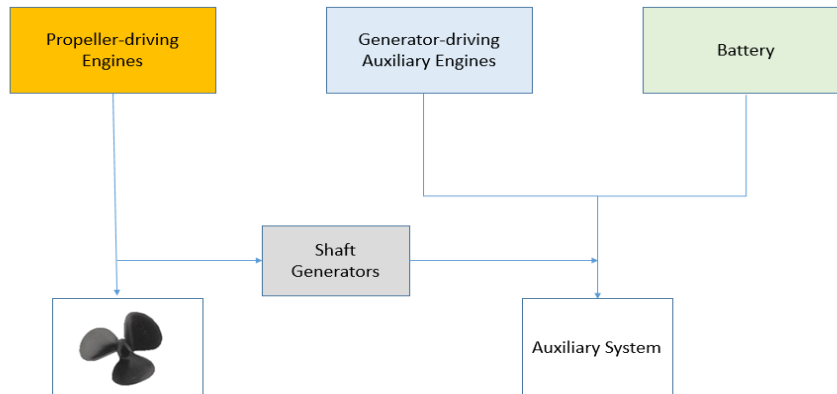 Propeller-driving
Engines
Generator-driving
Auxiliary Engines
Battery
Shaft
Generators
Auxiliary System